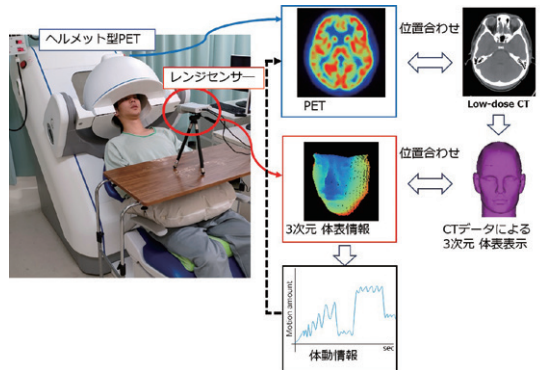 ヘルメット型PET
レンジセンサー
位置合わせ
PET
Low-dose CT
位置合わせ
3次元 体表情報
CTデータによる
3次元 体表表示
Motion amount
sec
体動情報